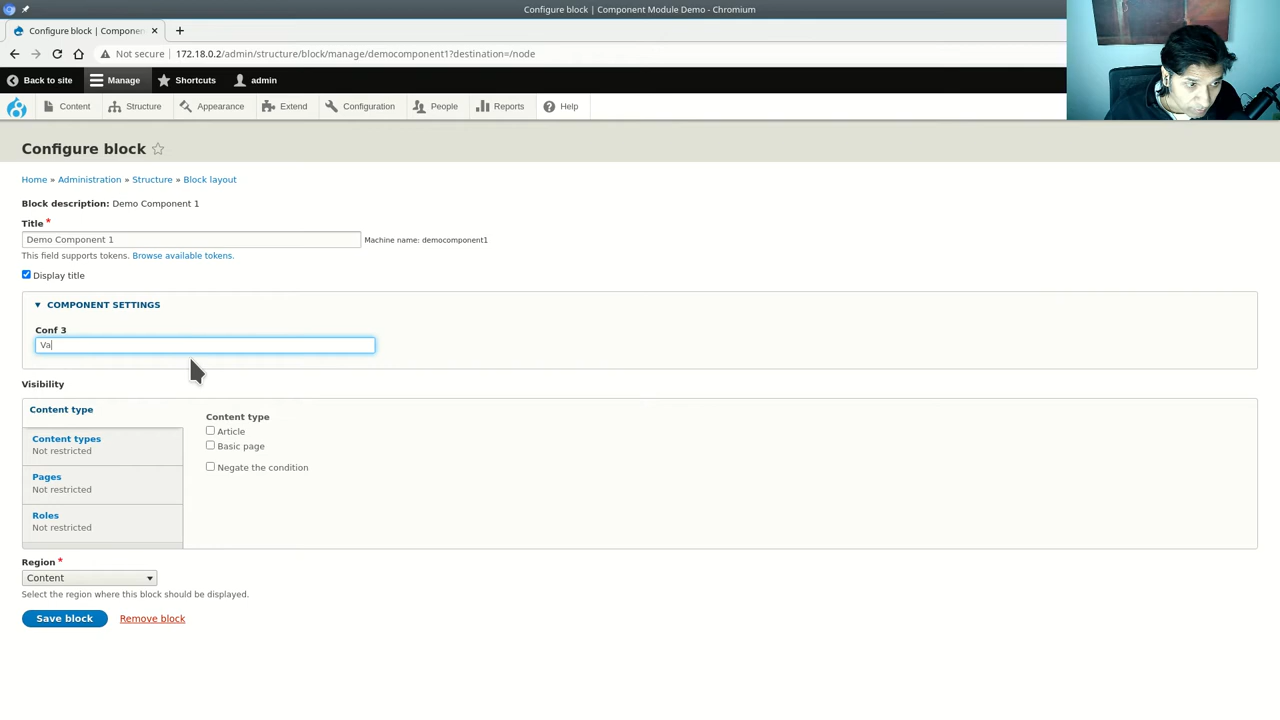 Configure block | Component Module Demo - Chromium
Configure block | Componen
Not secure 172.18.0.2/admin/structure/block/manage/democomponent1?destination=/node
Back to site Manage Shortcuts admin
Content Structure Appearance Extend Configuration People Reports Help
Configure block
Home » Administration » Structure » Block layout
Block description: Demo Component 1
Title *
Demo Component 1 Machine name: democomponent1
This field supports tokens. Browse available tokens.
Display title
COMPONENT SETTINGS
Conf 3
Va
Visibility
Content type
Content types
Not restricted
Pages
Not restricted
Roles
Not restricted
Content type
Article
Basic page
Negate the condition
Region *
Content
Select the region where this block should be displayed.
Save block Remove block